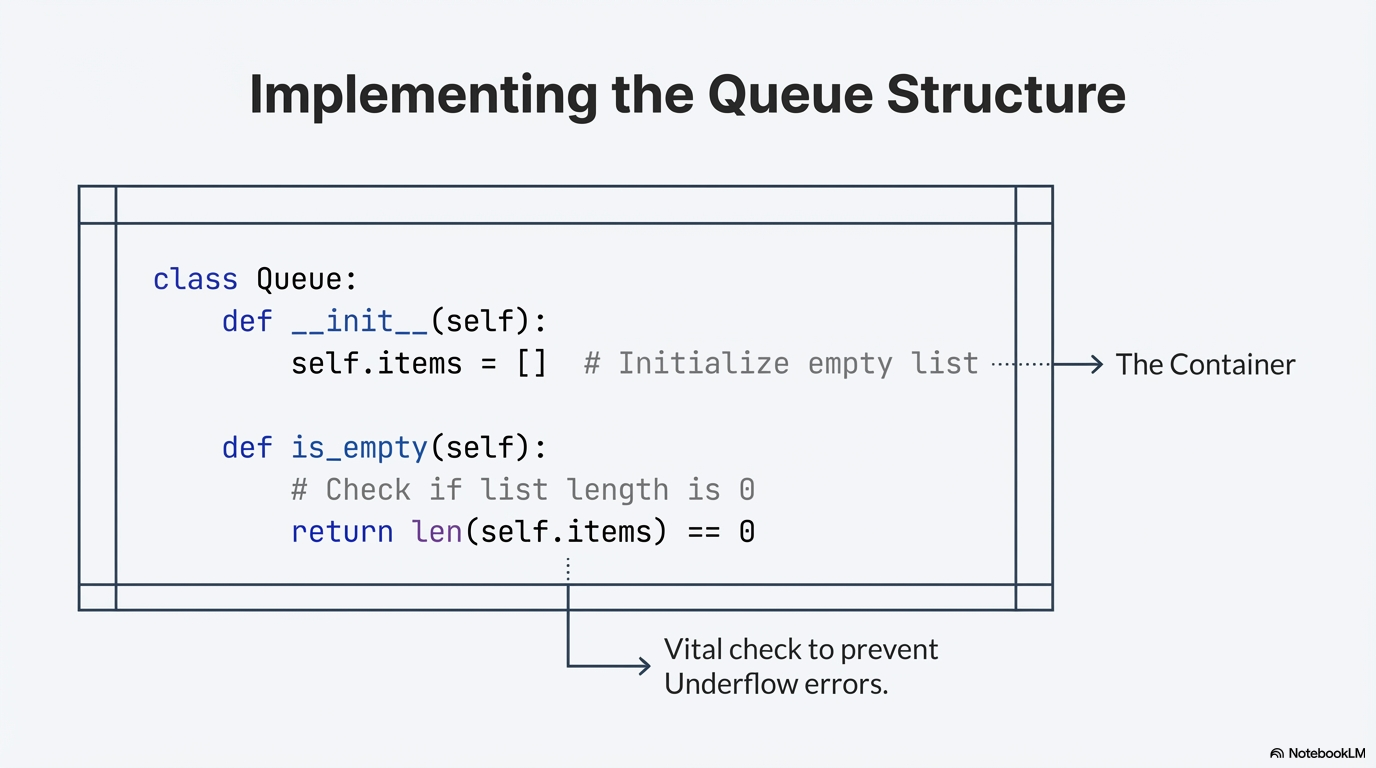 Implementing the Queue Structure
class Queue:
    def __init__(self):
        self.items = []  # Initialize empty list
The Container
    def is_empty(self):
        # Check if list length is 0
        return len(self.items) == 0
Vital check to prevent
Underflow errors.
NotebookLM